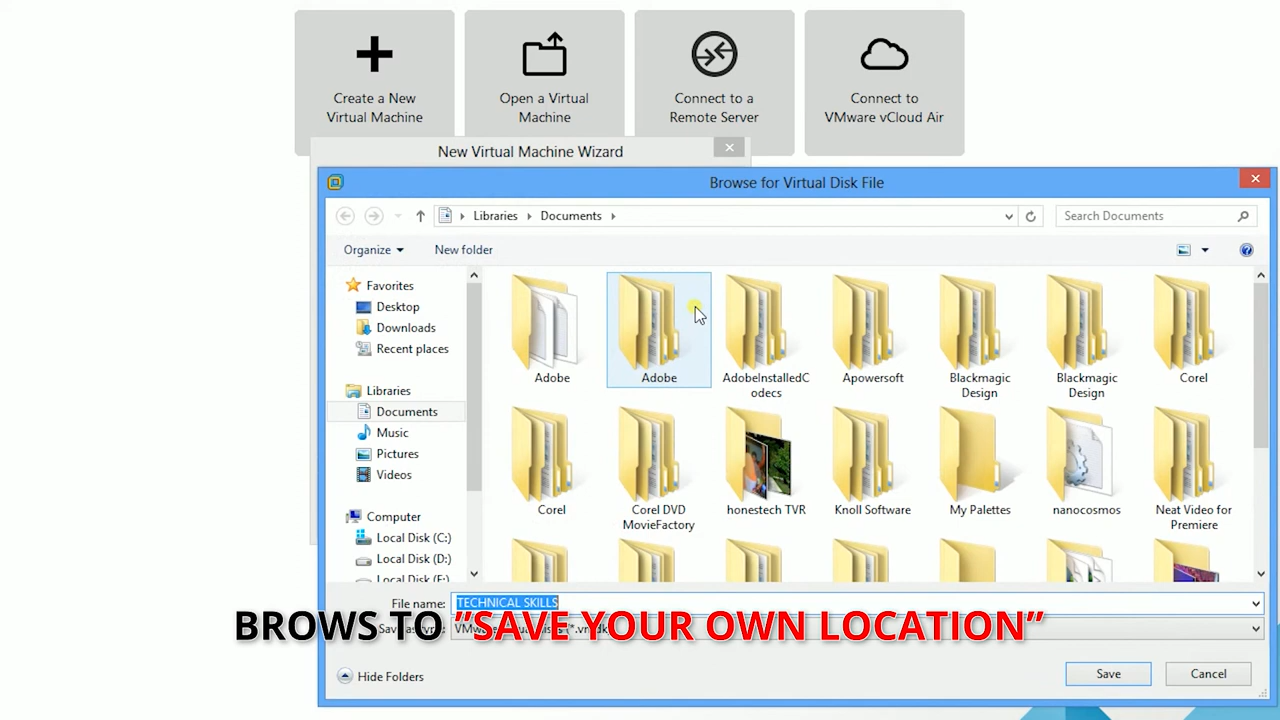 Create a New
Virtual Machine
Open a Virtual
Machine
Connect to a
Remote Server
Connect to
VMware vCloud Air
New Virtual Machine Wizard
Browse for Virtual Disk File
Libraries
Documents
Search Documents
Organize
New folder
Favorites
Desktop
Downloads
Recent places
Libraries
Documents
Music
Pictures
Videos
Computer
Local Disk (C:)
Local Disk (D:)
Local Disk (E:)
Adobe
Adobe
AdobeInstalledC
odecs
Apowersoft
Blackmagic
Design
Blackmagic
Design
Corel
Corel
Corel DVD
MovieFactory
honestech TVR
Knoll Software
My Palettes
nanocosmos
Neat Video for
Premiere
File name:
TECHNICAL SKILLS
BROWS TO "SAVE YOUR OWN LOCATION"
Hide Folders
Save
Cancel